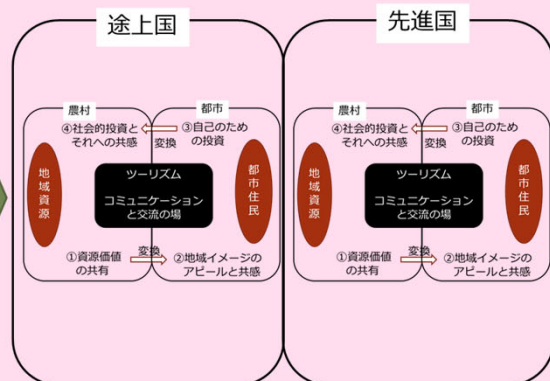 途上国
農村
都市
④社会的投資と
それへの共感
変換
③自己のため
の投資
地域資源
ツーリズム
コミュニケーション
と交流の場
都市住民
①資源価値
の共有
変換
②地域イメージの
アピールと共感
先進国
農村
都市
④社会的投資と
それへの共感
変換
③自己のため
の投資
地域資源
ツーリズム
コミュニケーション
と交流の場
都市住民
①資源価値
の共有
変換
②地域イメージの
アピールと共感